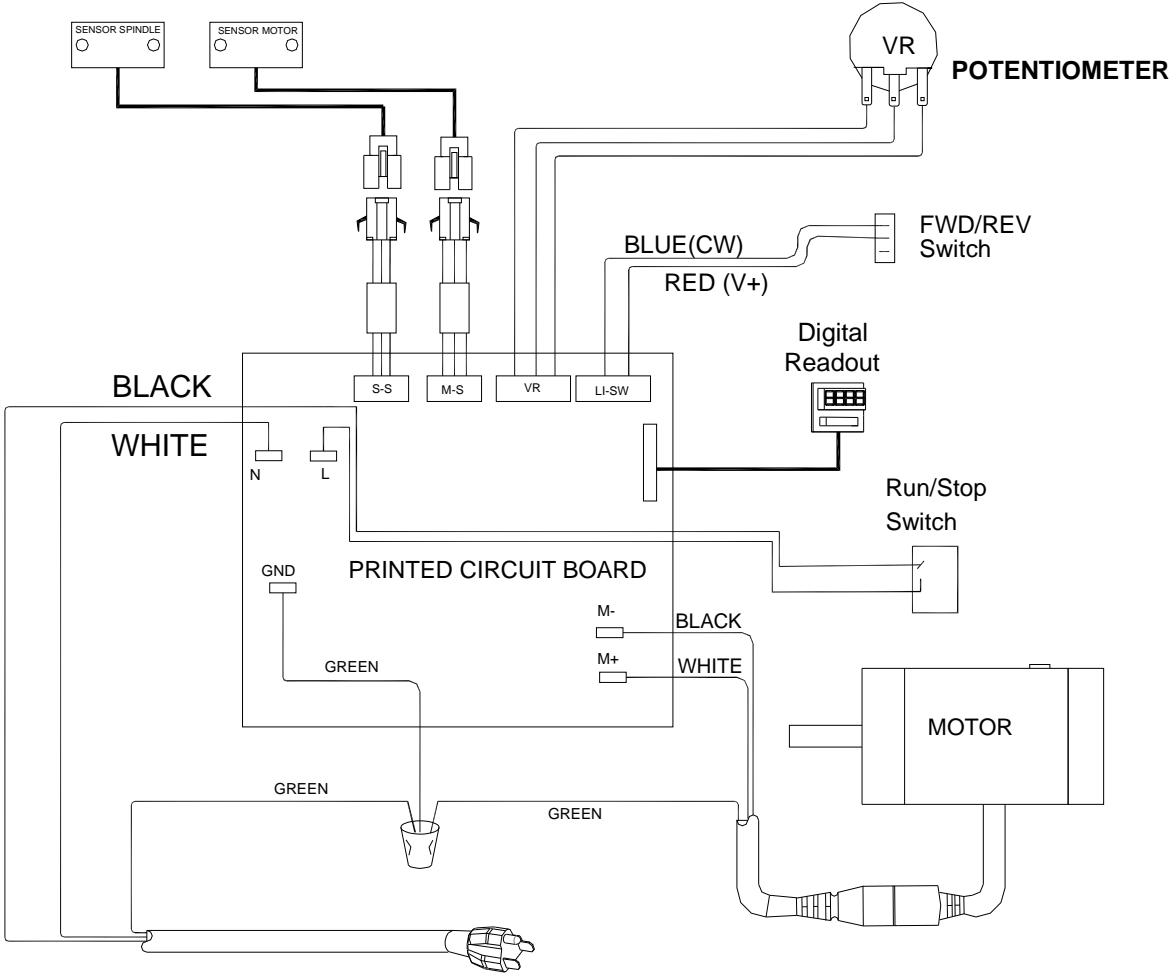 SENSOR SPINDLE
SENSOR MOTOR
VR
POTENTIOMETER
FWD/REV
Switch
BLUE(CW)
RED (V+)
Digital
Readout
S-S
M-S
VR
LI-SW
BLACK
WHITE
N
L
Run/Stop
Switch
GND
PRINTED CIRCUIT BOARD
M-
BLACK
M+
WHITE
GREEN
MOTOR
GREEN
GREEN